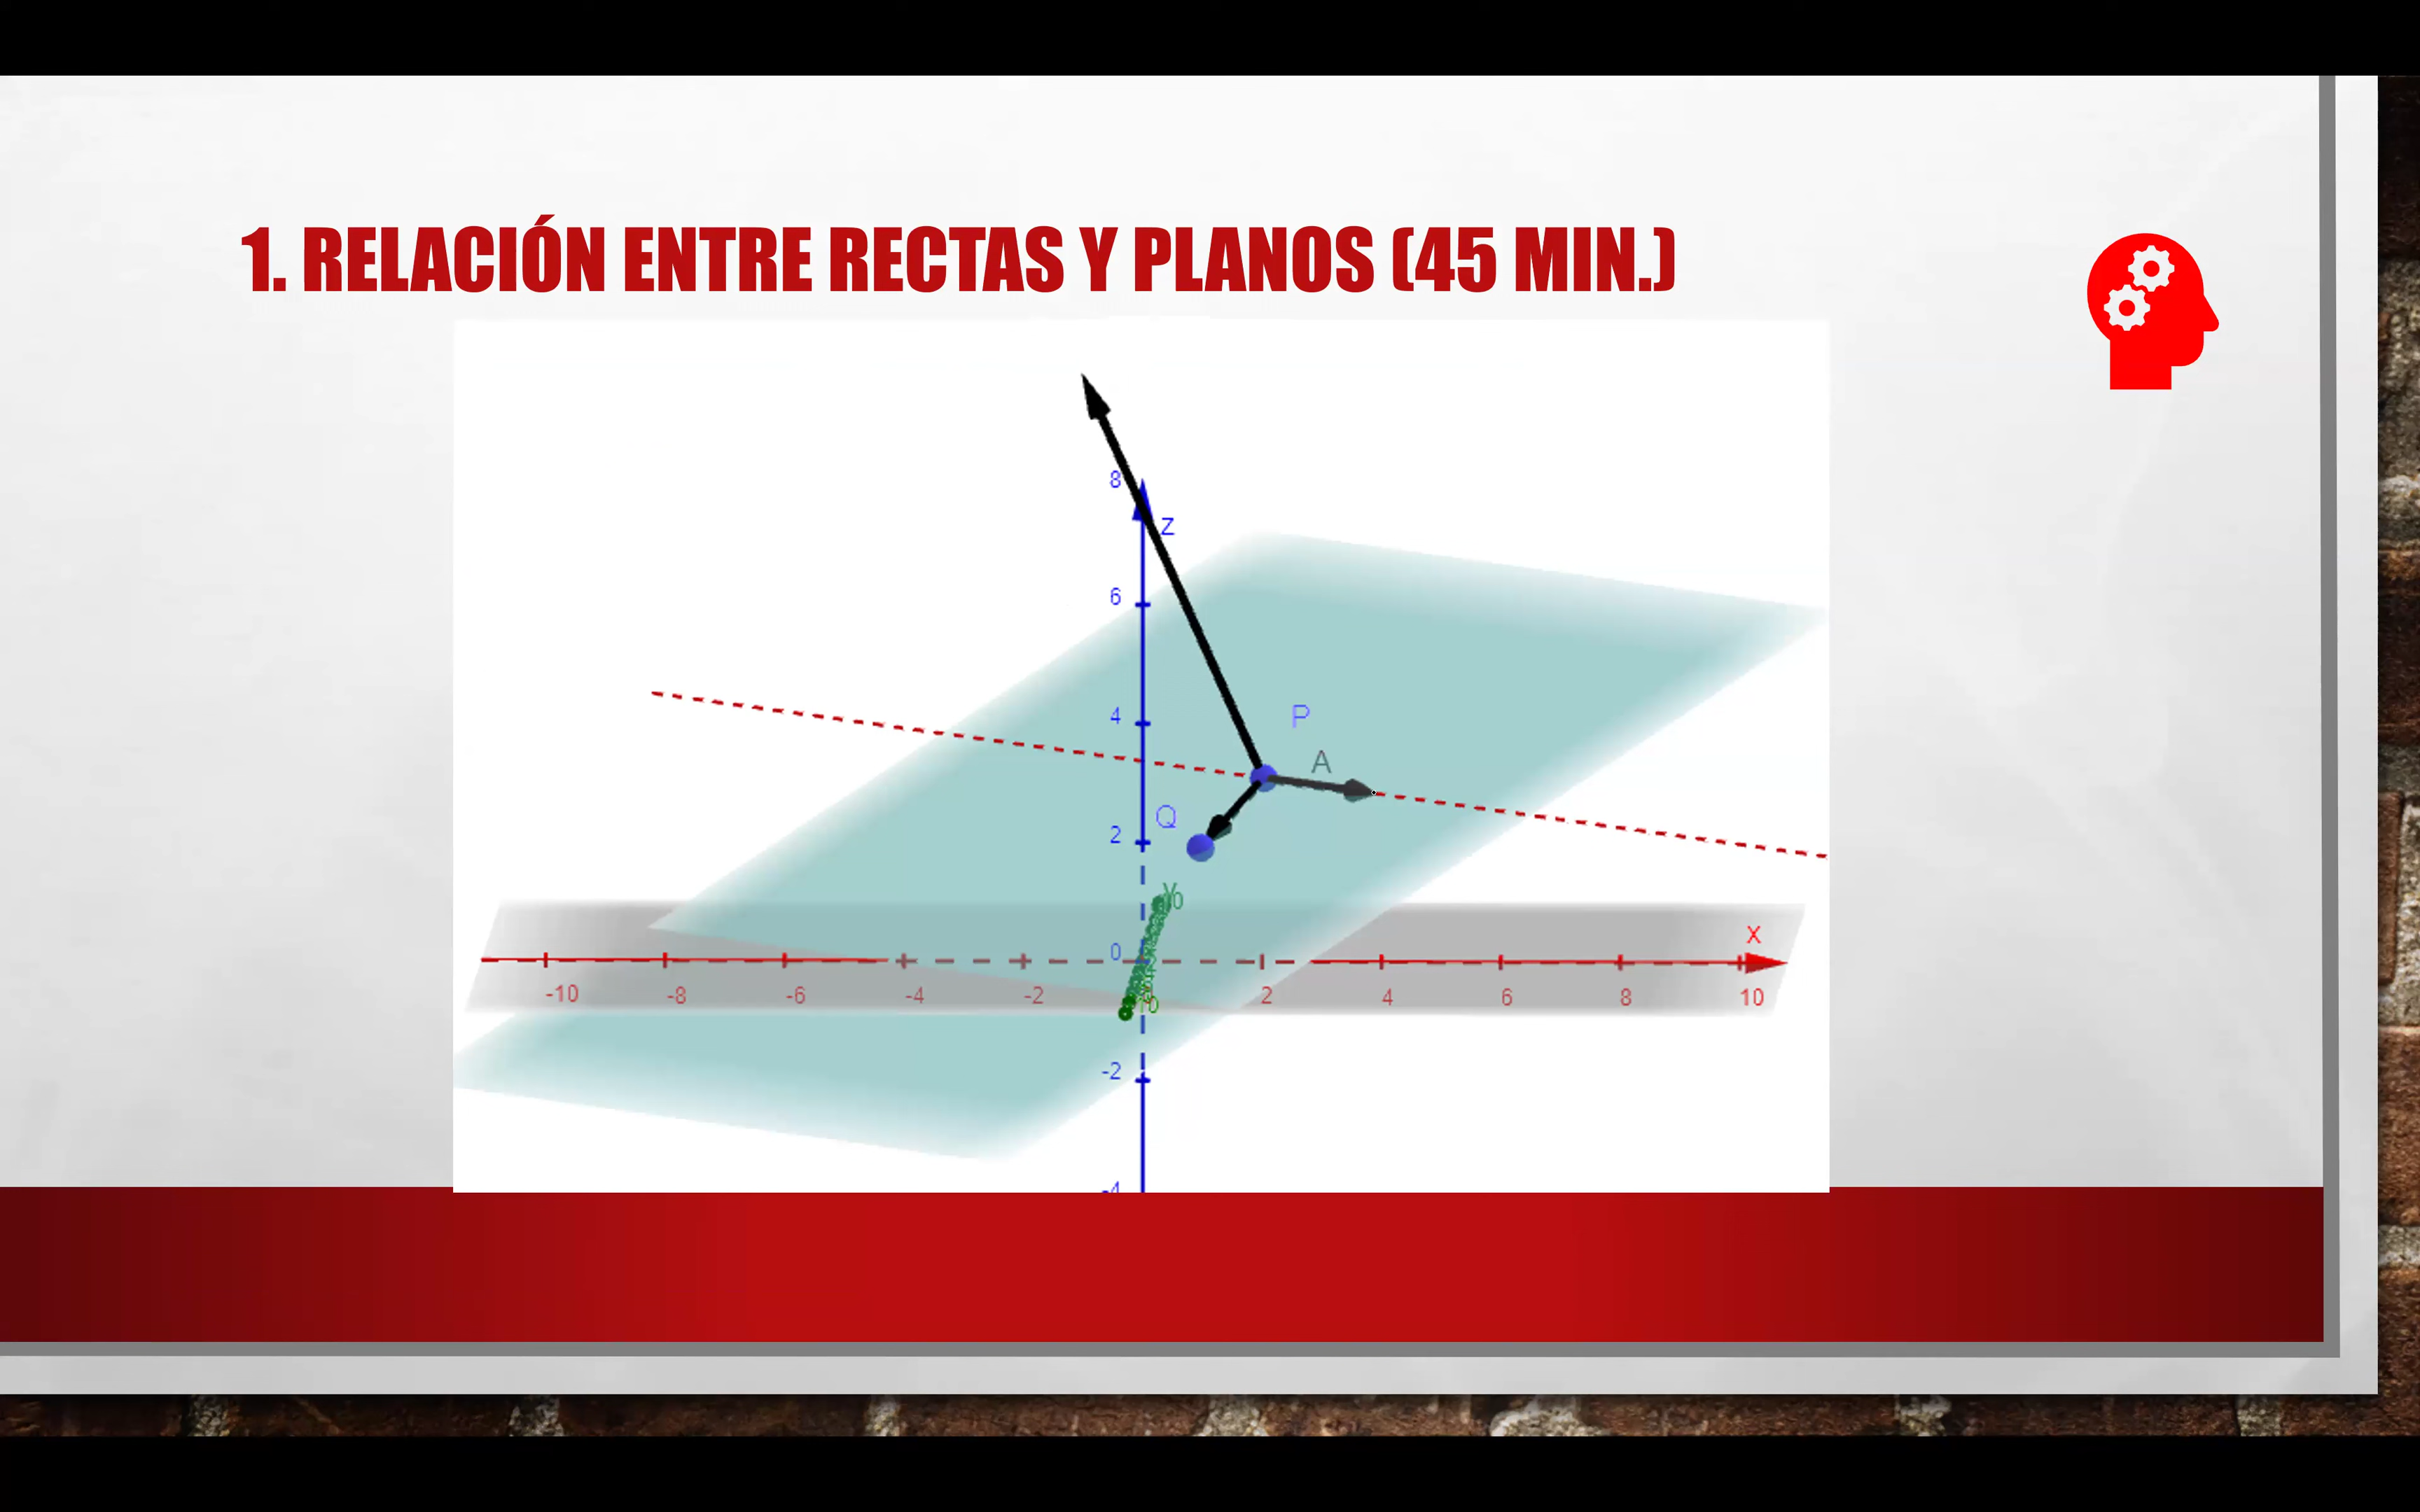 1. RELACIÓN ENTRE RECTAS Y PLANOS (45 MIN.)
8
Z
6
4
P
A
2
Q
y
0
X
-10 -8 -6 -4 -2 2 4 6 8 10
-2
-4